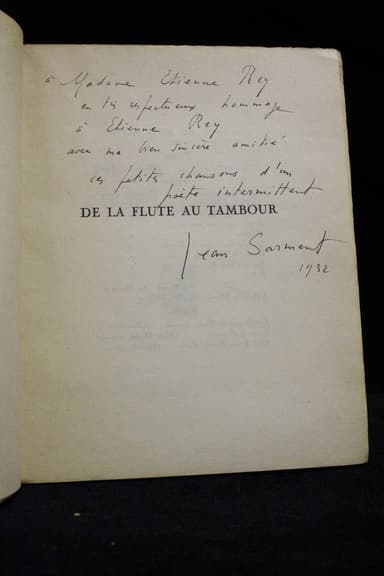 à Madame Etienne Rey
en très respectueux hommage
à Etienne Rey
avec ma bien sincère amitié
ces petites chansons d'un
poète intermittent
DE LA FLUTE AU TAMBOUR
Jean Sarment
1932